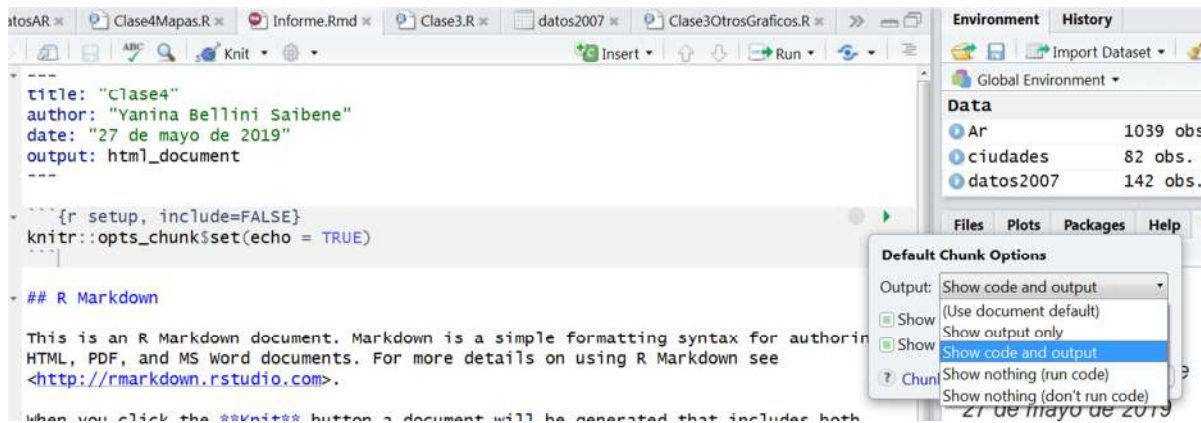 atosAR × Clase4Mapas.R × Informe.Rmd × Clase3.R × datos2007 × Clase3OtrosGraficos.R ×
ABC Knit Insert Run
---
title: "Clase4"
author: "Yanina Bellini Saibene"
date: "27 de mayo de 2019"
output: html_document
---
```{r setup, include=FALSE}
knitr::opts_chunk$set(echo = TRUE)
```
## R Markdown
This is an R Markdown document. Markdown is a simple formatting syntax for authorin
HTML, PDF, and MS Word documents. For more details on using R Markdown see
<http://rmarkdown.rstudio.com>.
When you click the **Knit** button a document will be generated that includes both
Environment History
Import Dataset
Global Environment
Data
Ar 1039 obs
ciudades 82 obs.
datos2007 142 obs.
Files Plots Packages Help
Default Chunk Options
Output: Show code and output
(Use document default)
Show output only
Show code and output
Show nothing (run code)
Show nothing (don't run code)
Show
Show
? Chun
e
27 de mayo de 2019